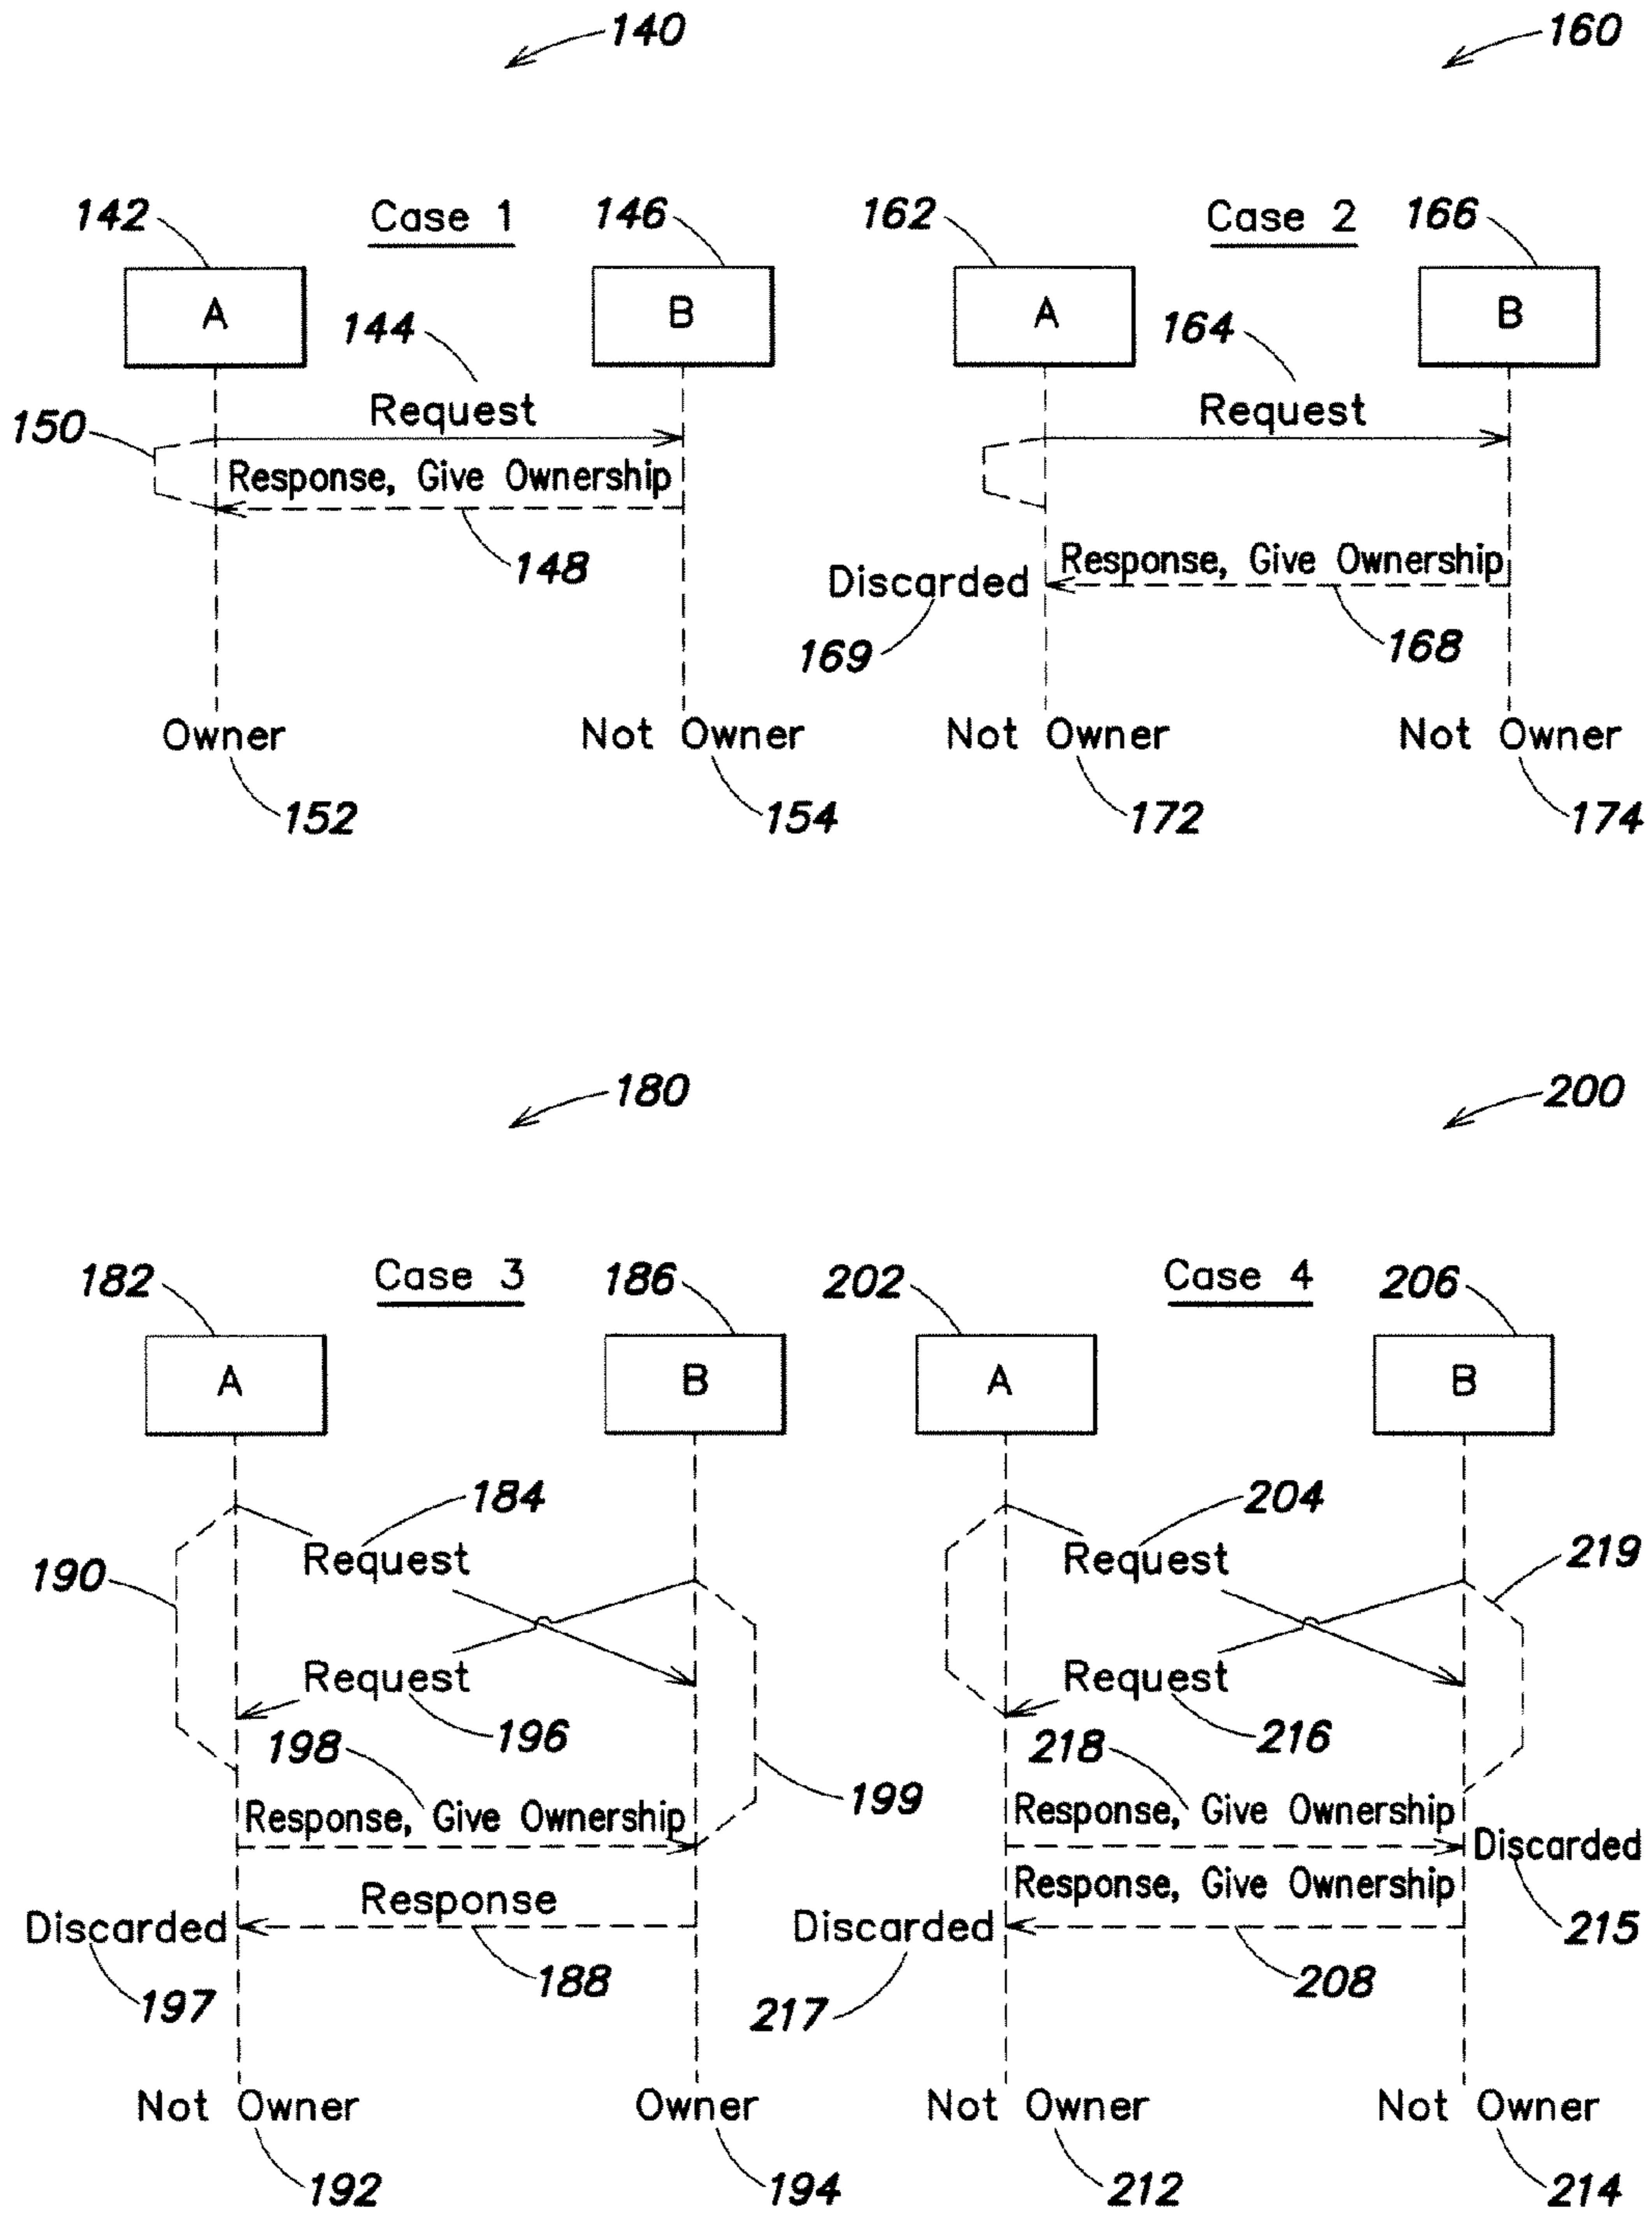 140
160
142
Case 1
146
162
Case 2
166
A
B
A
B
144
164
150
Request
Request
Response, Give Ownership
148
Response, Give Ownership
Discarded
169
168
Owner
Not Owner
Not Owner
Not Owner
152
154
172
174
180
200
182
Case 3
186
202
Case 4
206
A
B
A
B
184
204
190
Request
Request
219
Request
Request
196
216
198
218
199
Response, Give Ownership
Response, Give Ownership
Discarded
Response
Response, Give Ownership
Discarded
Discarded
215
197
188
217
208
Not Owner
Owner
Not Owner
Not Owner
192
194
212
214